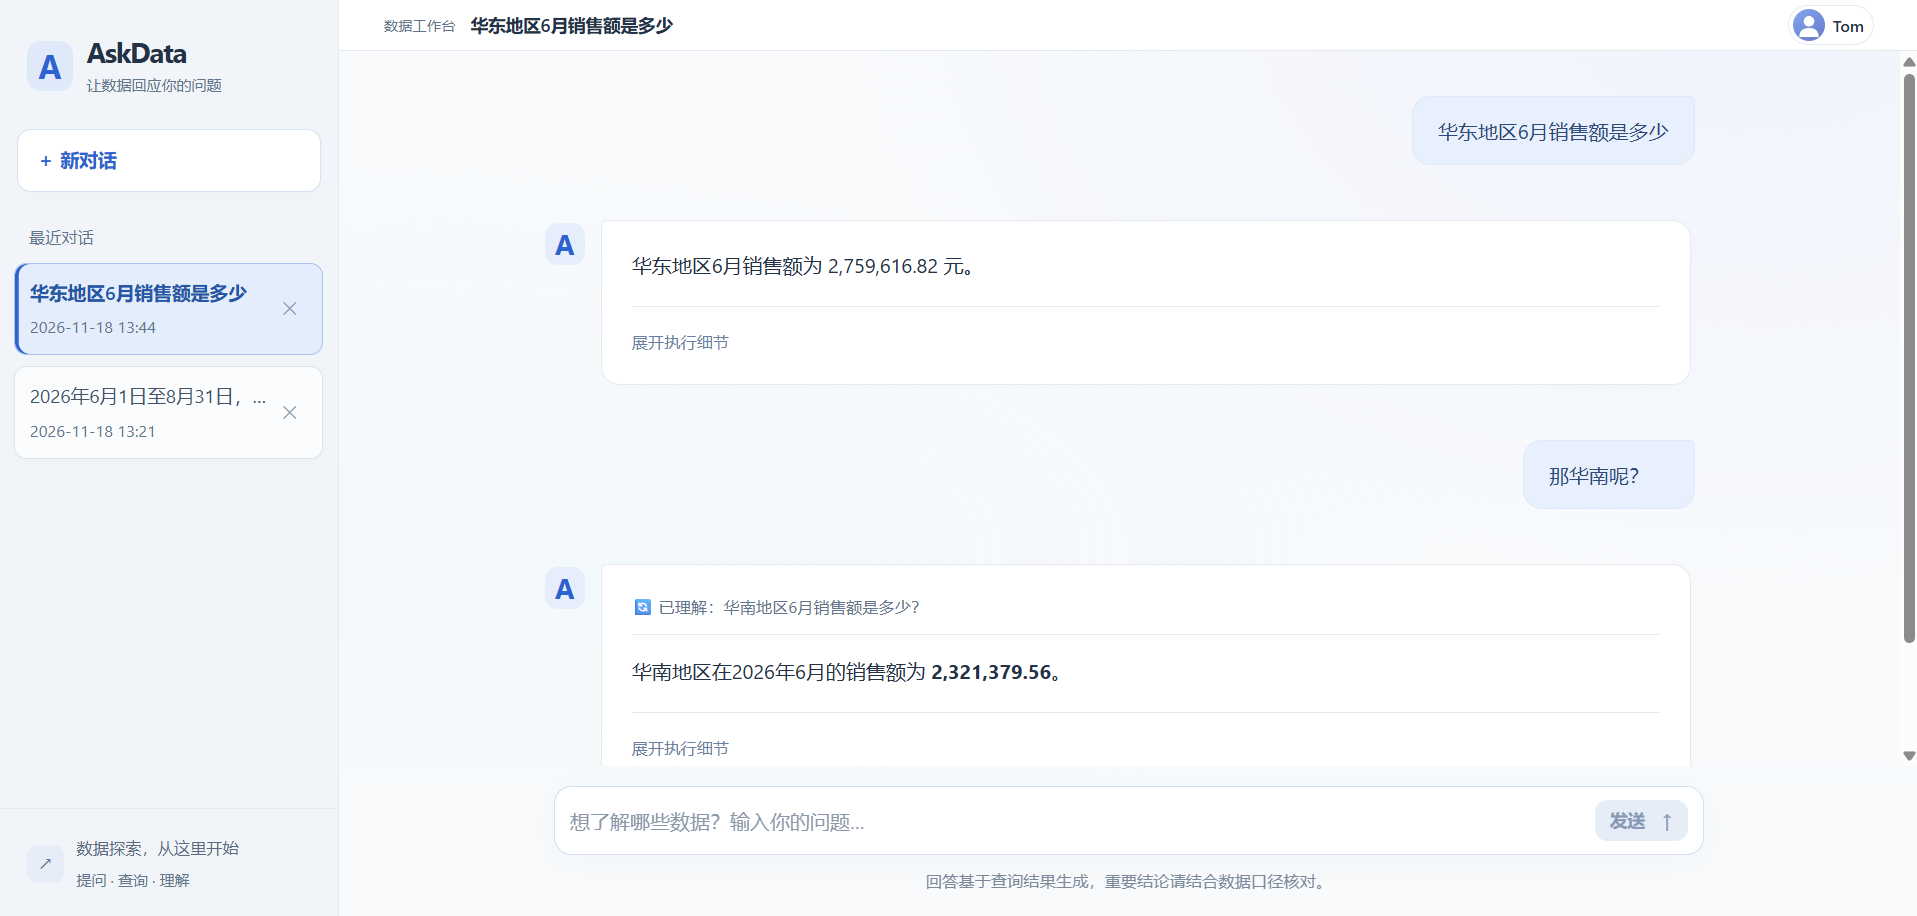 A
AskData
让数据回应你的问题
+ 新对话
最近对话
华东地区6月销售额是多少
2026-11-18 13:44
2026年6月1日至8月31日，...
2026-11-18 13:21
数据探索，从这里开始
提问 · 查询 · 理解
数据工作台 华东地区6月销售额是多少
Tom
华东地区6月销售额是多少
A
华东地区6月销售额为 2,759,616.82 元。
展开执行细节
那华南呢？
A
已理解：华南地区6月销售额是多少？
华南地区在2026年6月的销售额为 2,321,379.56。
展开执行细节
想了解哪些数据？输入你的问题...
发送 ↑
回答基于查询结果生成，重要结论请结合数据口径核对。